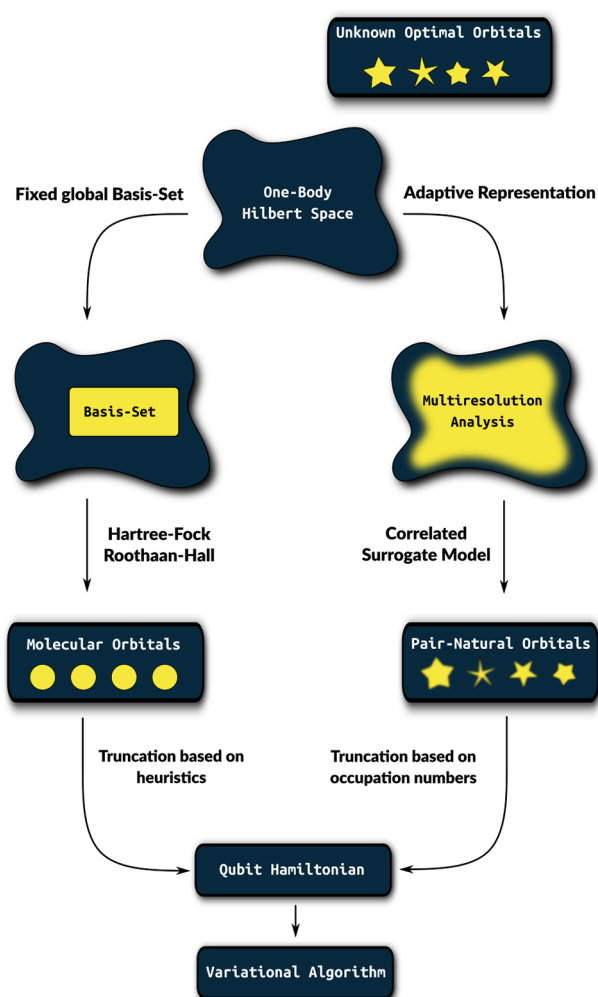 Unknown Optimal Orbitals
One-Body
Hilbert Space
Fixed global Basis-Set
Adaptive Representation
Basis-Set
Multiresolution
Analysis
Hartree-Fock
Roothaan-Hall
Correlated
Surrogate Model
Molecular Orbitals
Pair-Natural Orbitals
Truncation based on
heuristics
Truncation based on
occupation numbers
Qubit Hamiltonian
Variational Algorithm